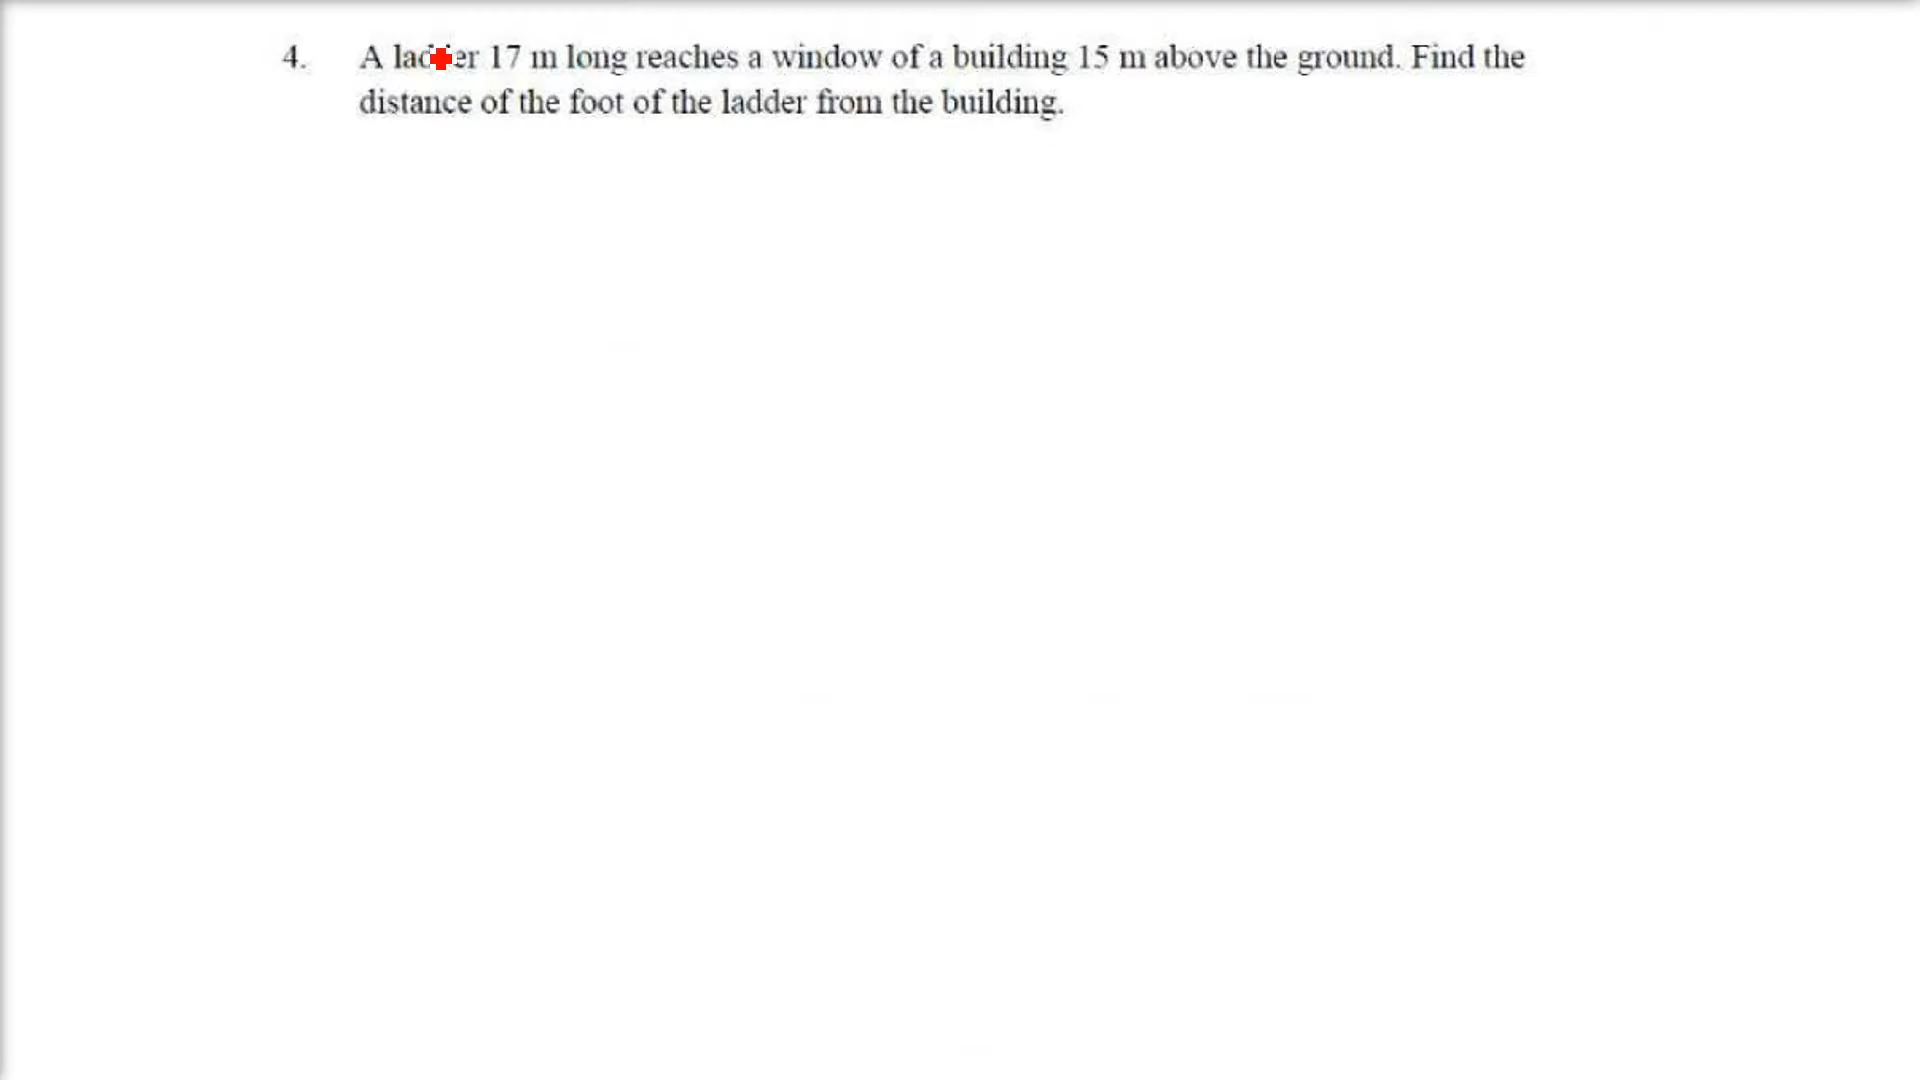 4. A ladder 17 m long reaches a window of a building 15 m above the ground. Find the
distance of the foot of the ladder from the building.